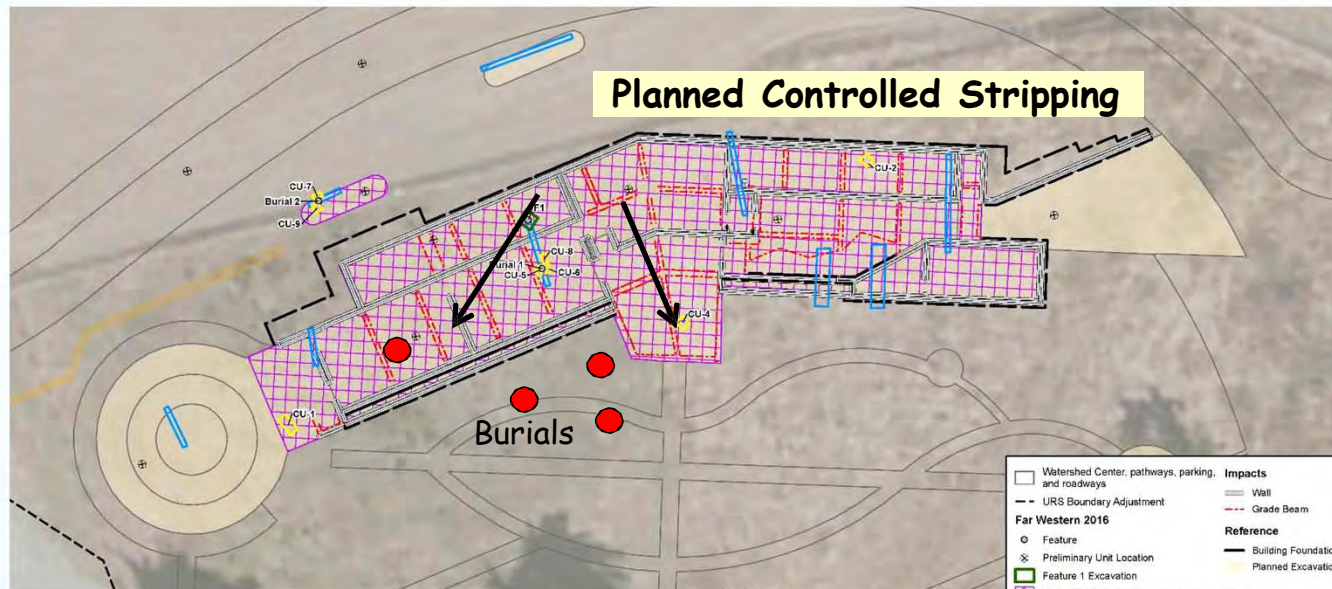 Planned Controlled Stripping
CU-7
Burial 2
CU-9
F1
CU-2
CU-8
Burial 1
CU-5
CU-6
CU-4
CU-1
Burials
Watershed Center, pathways, parking,
and roadways
URS Boundary Adjustment
Far Western 2016
Feature
Preliminary Unit Location
Feature 1 Excavation
Impacts
Wall
Grade Beam
Reference
Building Foundatio
Planned Excavatio